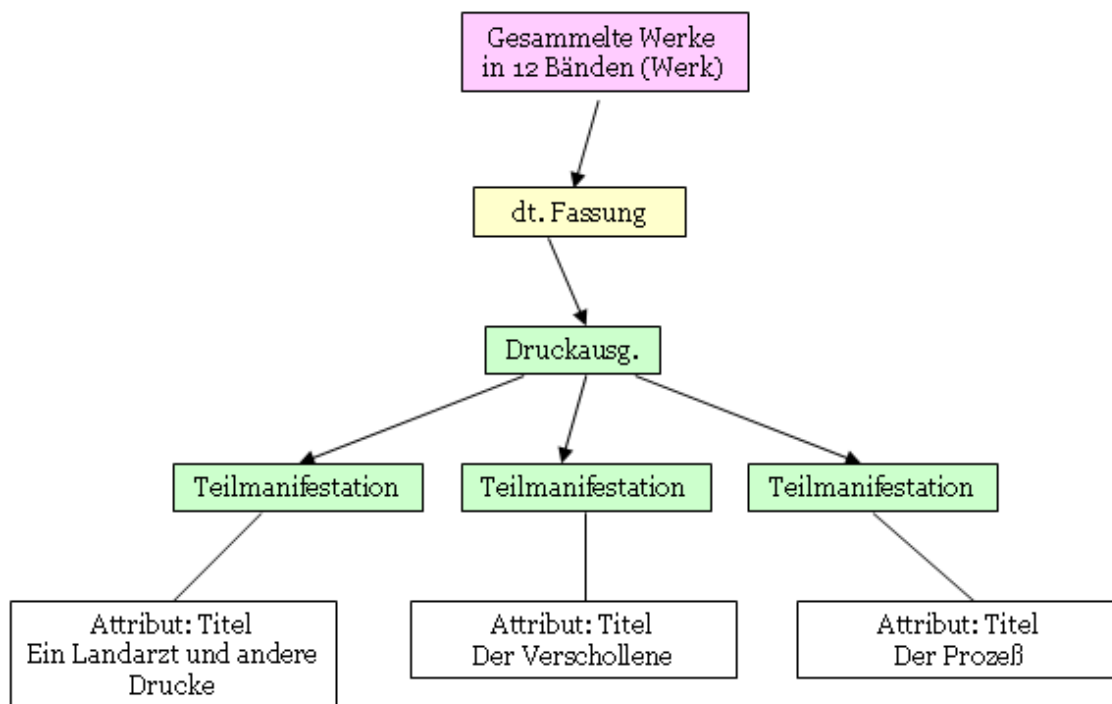 Gesammelte Werke
in 12 Bänden (Werk)
dt. Fassung
Druckausg.
Teilmanifestation
Teilmanifestation
Teilmanifestation
Attribut: Titel
Ein Landarzt und andere
Drucke
Attribut: Titel
Der Verschollene
Attribut: Titel
Der Prozeß